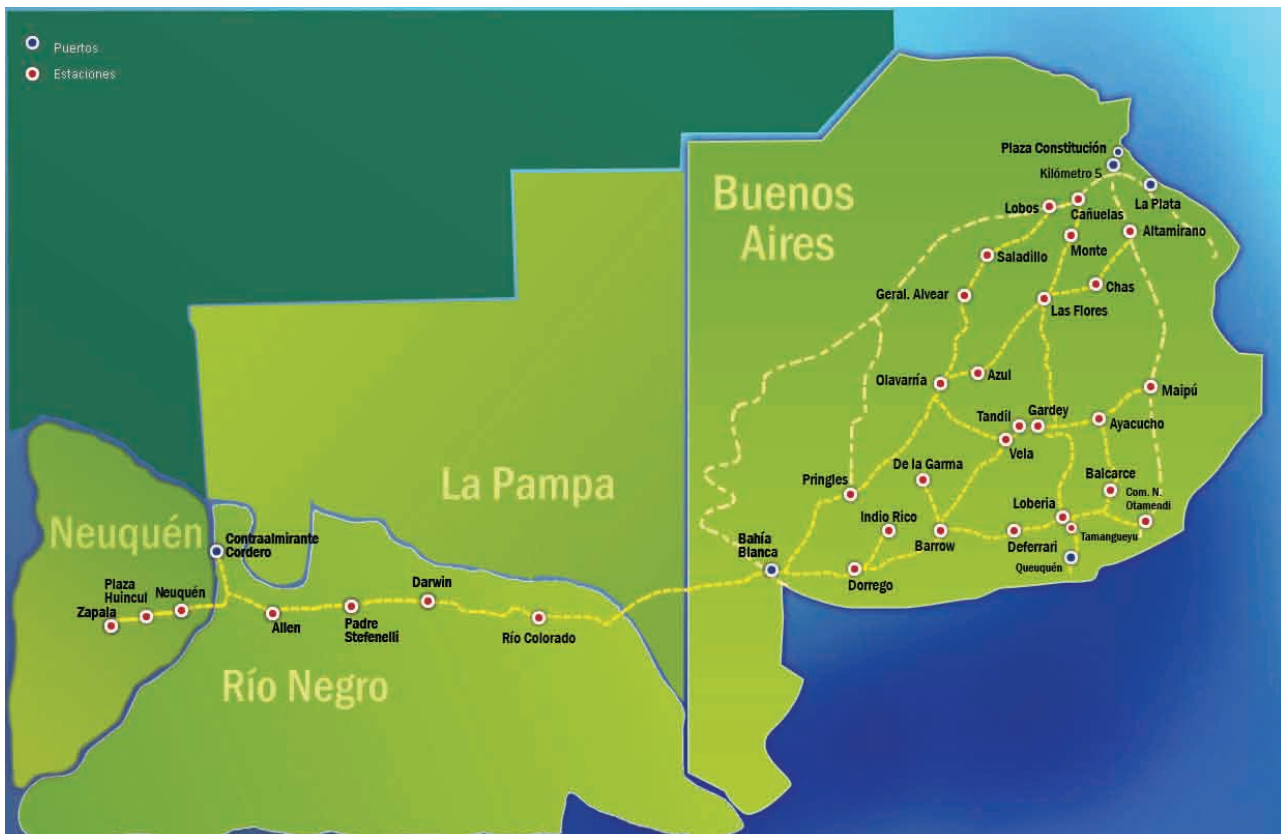 Puertos
Estaciones
Plaza Constitución
Kilómetro 5
La Plata
Buenos
Aires
Lobos
Cañuelas
Altamirano
Monte
Saladillo
Chas
Geral. Alvear
Las Flores
Olavarría
Azul
Maipú
Tandil
Gardey
Ayacucho
Vela
De la Garma
Balcarce
Pringles
La Pampa
Com. N.
Otamendi
Loberia
Indio Rico
Neuquén
Bahía
Blanca
Barrow
Deferrari
Tamangueyu
Queuquén
Contraalmirante
Cordero
Dorrego
Plaza
Huincul
Neuquén
Zapala
Darwin
Allen
Padre
Stefenelli
Río Colorado
Río Negro